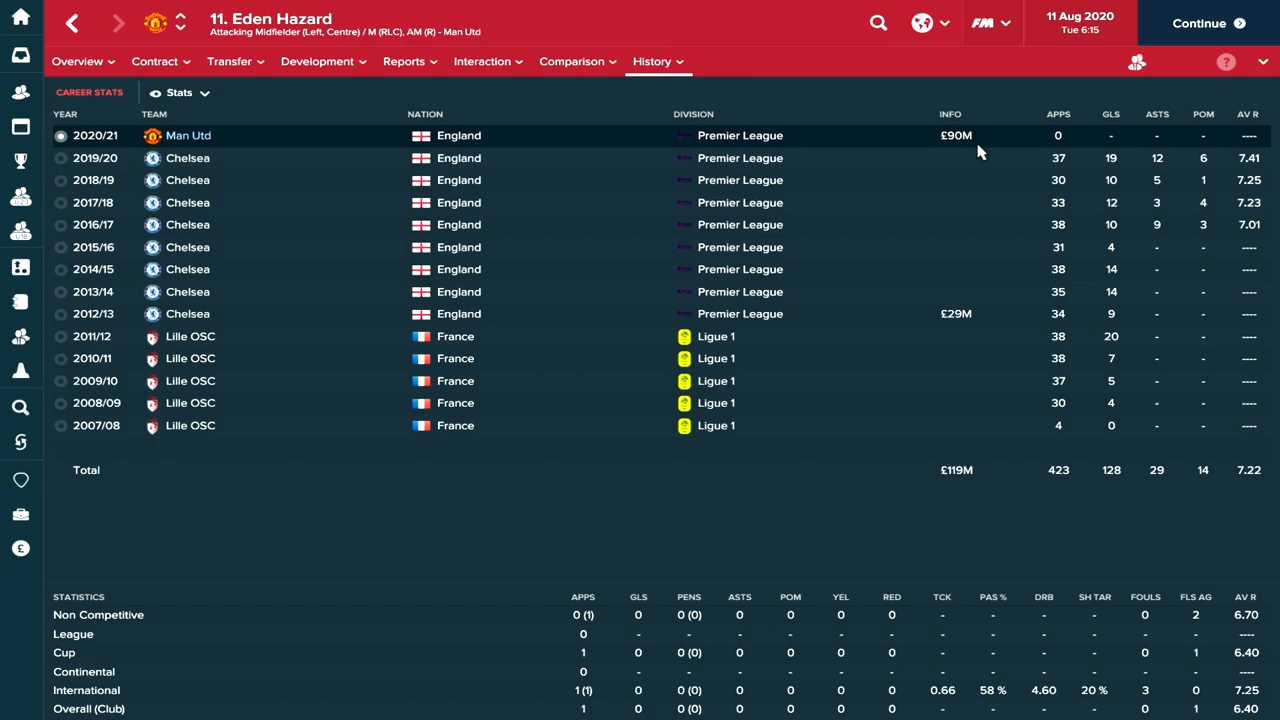 11. Eden Hazard
Attacking Midfielder (Left, Centre) / M (RLC), AM (R) - Man Utd
FM
11 Aug 2020
Tue 6:15
Continue
Overview Contract Transfer Development Reports Interaction Comparison History
?
CAREER STATS Stats
YEAR TEAM NATION DIVISION INFO APPS GLS ASTS POM AV R
2020/21 Man Utd England Premier League £90M 0 - - - ----
2019/20 Chelsea England Premier League 37 19 12 6 7.41
2018/19 Chelsea England Premier League 30 10 5 1 7.25
2017/18 Chelsea England Premier League 33 12 3 4 7.23
2016/17 Chelsea England Premier League 38 10 9 3 7.01
2015/16 Chelsea England Premier League 31 4 - - ----
2014/15 Chelsea England Premier League 38 14 - - ----
2013/14 Chelsea England Premier League 35 14 - - ----
2012/13 Chelsea England Premier League £29M 34 9 - - ----
2011/12 Lille OSC France Ligue 1 38 20 - - ----
2010/11 Lille OSC France Ligue 1 38 7 - - ----
2009/10 Lille OSC France Ligue 1 37 5 - - ----
2008/09 Lille OSC France Ligue 1 30 4 - - ----
2007/08 Lille OSC France Ligue 1 4 0 - - ----
Total £119M 423 128 29 14 7.22
STATISTICS APPS GLS PENS ASTS POM YEL RED TCK PAS % DRB SH TAR FOULS FLS AG AV R
Non Competitive 0 (1) 0 0 (0) 0 0 0 0 - - - - 0 2 6.70
League 0 - - - - - - - - - - - - ----
Cup 1 0 0 (0) 0 0 0 0 - - - - 0 1 6.40
Continental 0 - - - - - - - - - - - - ----
International 1 (1) 0 0 (0) 0 0 0 0 0.66 58 % 4.60 20 % 3 0 7.25
Overall (Club) 1 0 0 (0) 0 0 0 0 - - - - 0 1 6.40